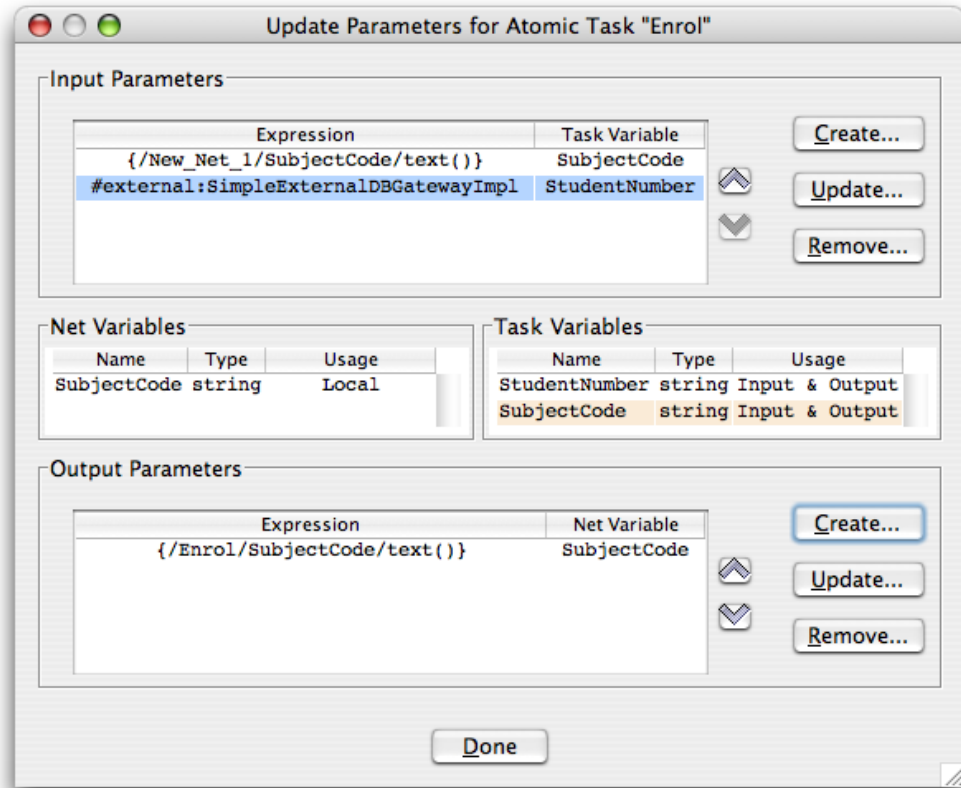 Update Parameters for Atomic Task "Enrol"
Input Parameters
Expression Task Variable
{/New_Net_1/SubjectCode/text()} SubjectCode
#external:SimpleExternalDBGatewayImpl StudentNumber
Create...
Update...
Remove...
Net Variables
Name Type Usage
SubjectCode string Local
Task Variables
Name Type Usage
StudentNumber string Input & Output
SubjectCode string Input & Output
Output Parameters
Expression Net Variable
{/Enrol/SubjectCode/text()} SubjectCode
Create...
Update...
Remove...
Done